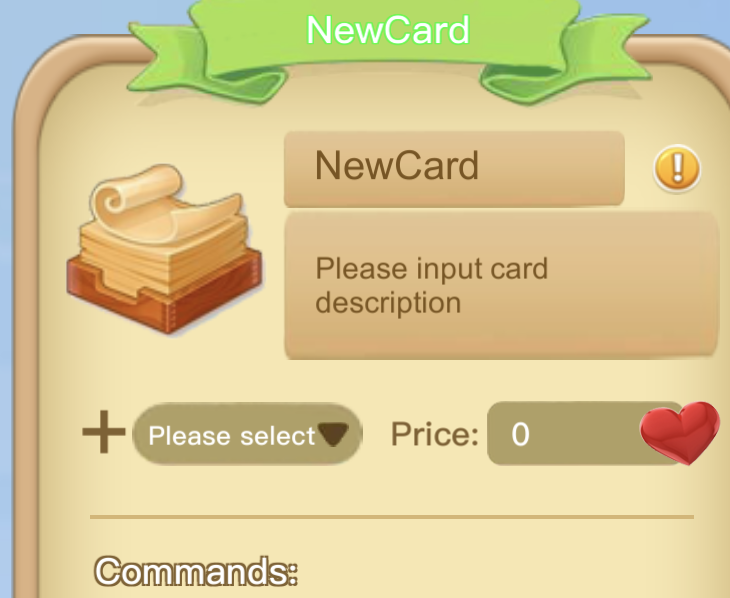 NewCard
NewCard
Please input card
description
Please select
Price:
0
Commands: